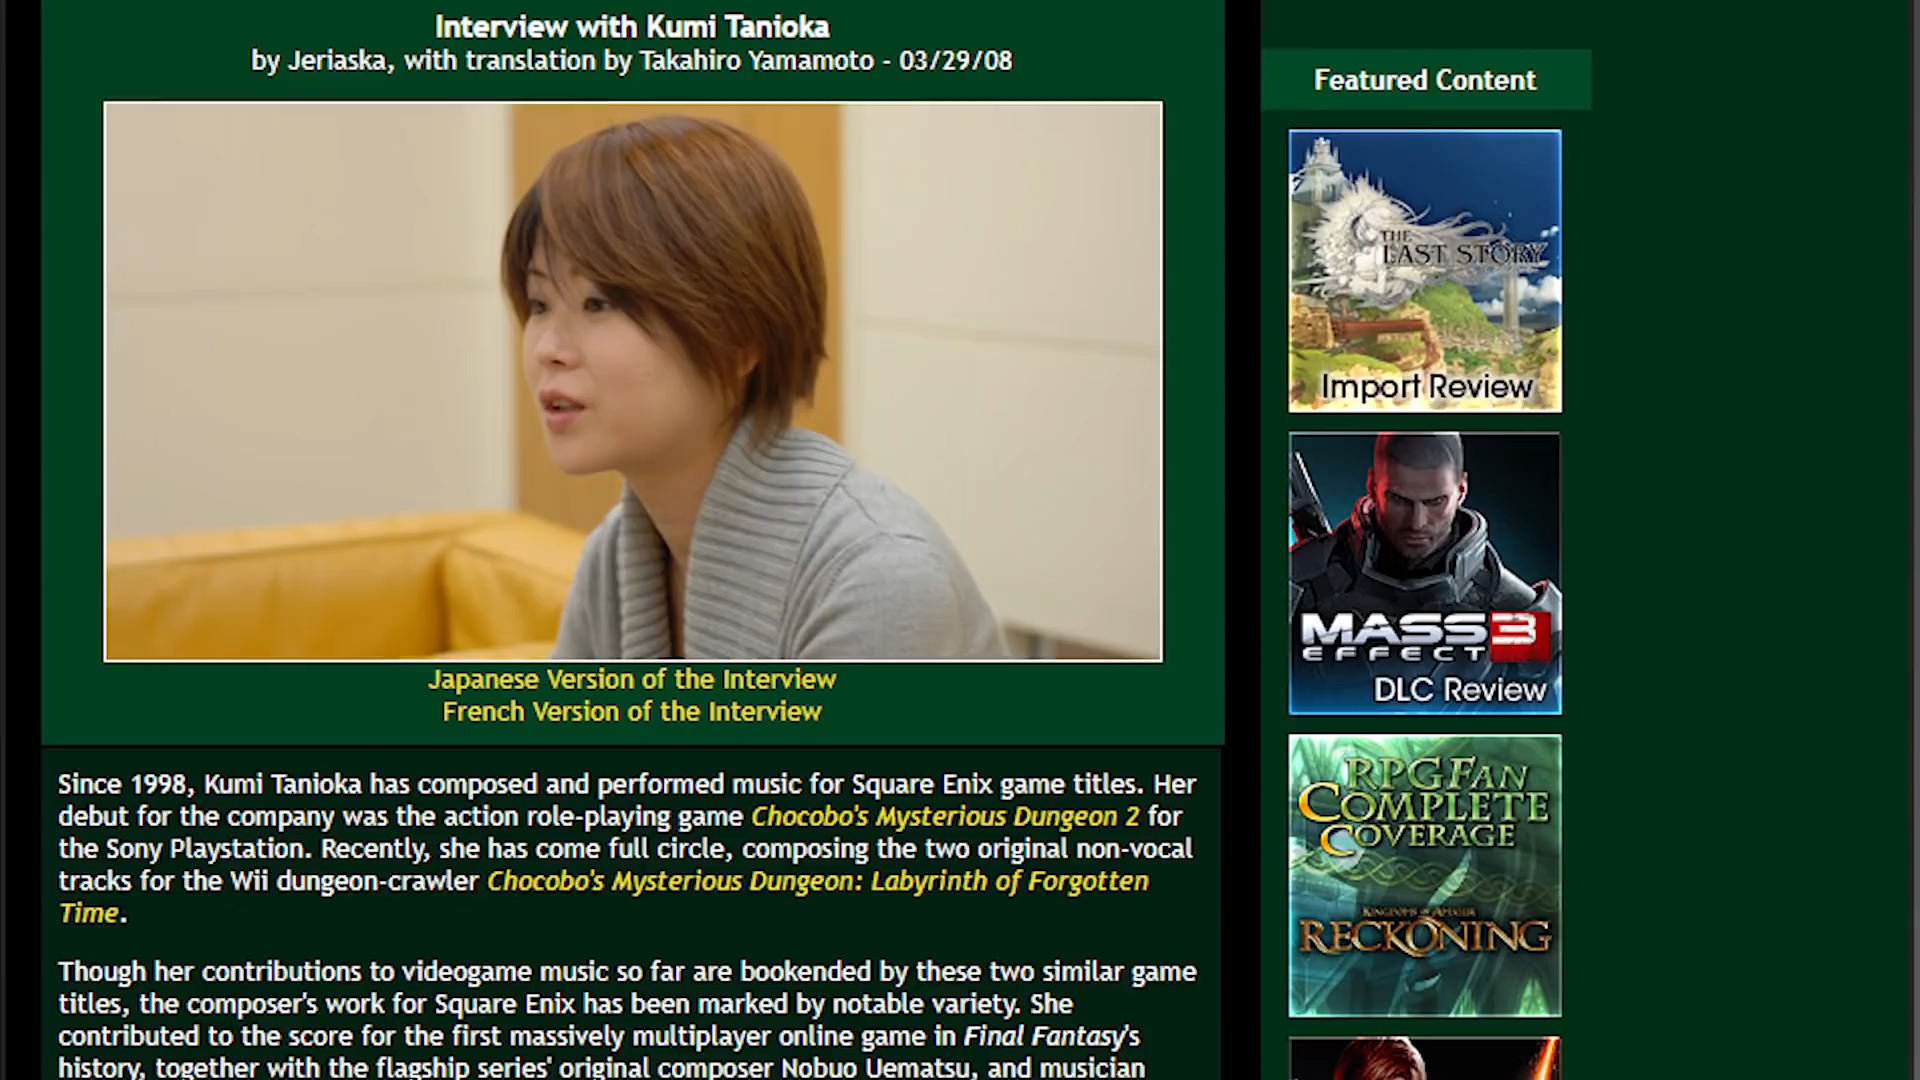 Interview with Kumi Tanioka
by Jeriaska, with translation by Takahiro Yamamoto - 03/29/08
Japanese Version of the Interview
French Version of the Interview
Since 1998, Kumi Tanioka has composed and performed music for Square Enix game titles. Her
debut for the company was the action role-playing game Chocobo's Mysterious Dungeon 2 for
the Sony Playstation. Recently, she has come full circle, composing the two original non-vocal
tracks for the Wii dungeon-crawler Chocobo's Mysterious Dungeon: Labyrinth of Forgotten
Time.
Though her contributions to videogame music so far are bookended by these two similar game
titles, the composer's work for Square Enix has been marked by notable variety. She
contributed to the score for the first massively multiplayer online game in Final Fantasy's
history, together with the flagship series' original composer Nobuo Uematsu, and musician
Featured Content
THE
LAST STORY
Import Review
MASS 3
EFFECT
DLC Review
RPGFAN
COMPLETE
COVERAGE
KINGDOMS OF AMALUR
RECKONING